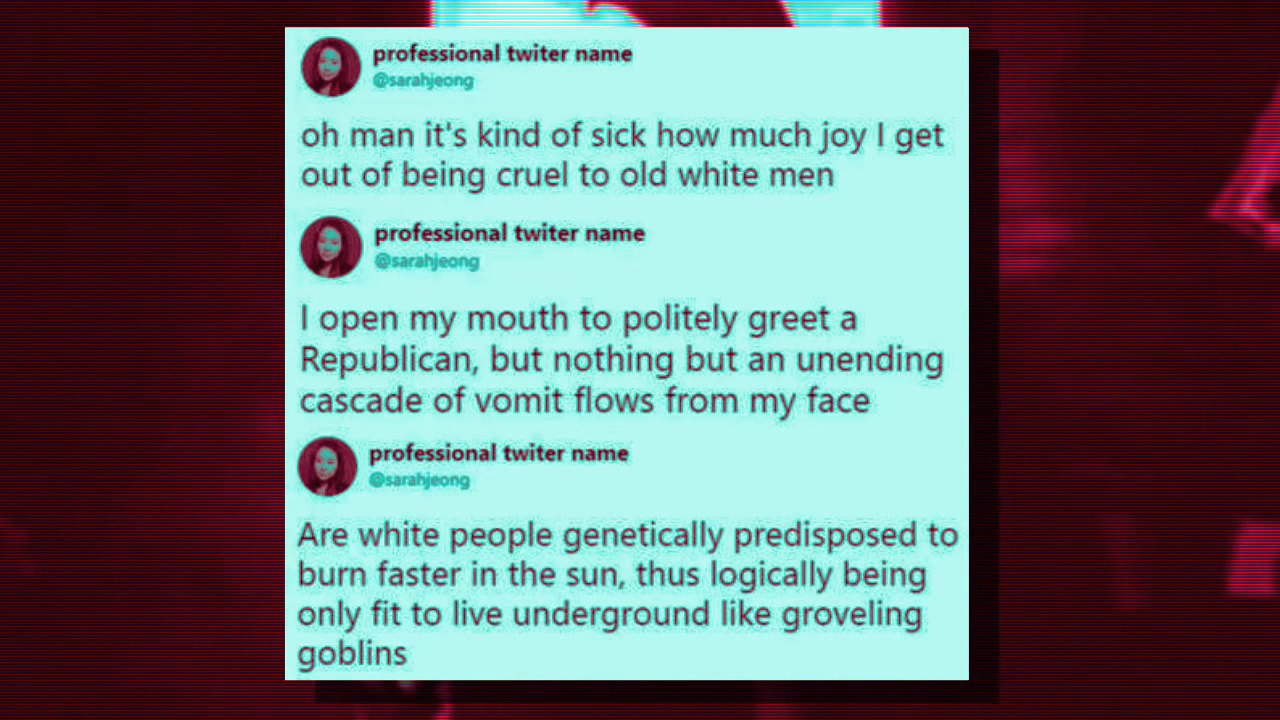 professional twiter name
@sarahjeong
oh man it's kind of sick how much joy I get
out of being cruel to old white men
professional twiter name
@sarahjeong
I open my mouth to politely greet a
Republican, but nothing but an unending
cascade of vomit flows from my face
professional twiter name
@sarahjeong
Are white people genetically predisposed to
burn faster in the sun, thus logically being
only fit to live underground like groveling
goblins